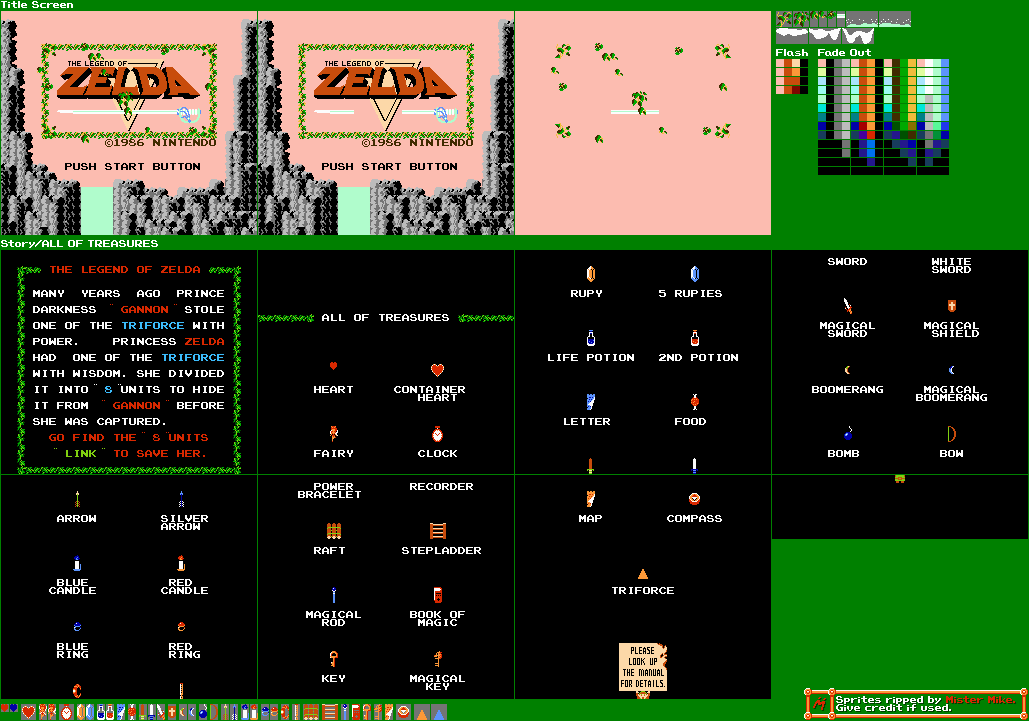 Title Screen
THE LEGEND OF
ZELDA
©1986 NINTENDO
PUSH START BUTTON
THE LEGEND OF
ZELDA
©1986 NINTENDO
PUSH START BUTTON
Flash
Fade Out
Story/ALL OF TREASURES
THE LEGEND OF ZELDA
MANY YEARS AGO PRINCE
DARKNESS "GANNON" STOLE
ONE OF THE TRIFORCE WITH
POWER. PRINCESS ZELDA
HAD ONE OF THE TRIFORCE
WITH WISDOM. SHE DIVIDED
IT INTO "8"UNITS TO HIDE
IT FROM "GANNON" BEFORE
SHE WAS CAPTURED.
GO FIND THE "8"UNITS
"LINK" TO SAVE HER.
ALL OF TREASURES
HEART
CONTAINER
HEART
FAIRY
CLOCK
RUPY
5 RUPIES
LIFE POTION
2ND POTION
LETTER
FOOD
SWORD
WHITE
SWORD
MAGICAL
SWORD
MAGICAL
SHIELD
BOOMERANG
MAGICAL
BOOMERANG
BOMB
BOW
ARROW
SILVER
ARROW
BLUE
CANDLE
RED
CANDLE
BLUE
RING
RED
RING
POWER
BRACELET
RECORDER
RAFT
STEPLADDER
MAGICAL
ROD
BOOK OF
MAGIC
KEY
MAGICAL
KEY
MAP
COMPASS
TRIFORCE
PLEASE
LOOK UP
THE MANUAL
FOR DETAILS.
M
Sprites ripped by Mister Mike.
Give credit if used.